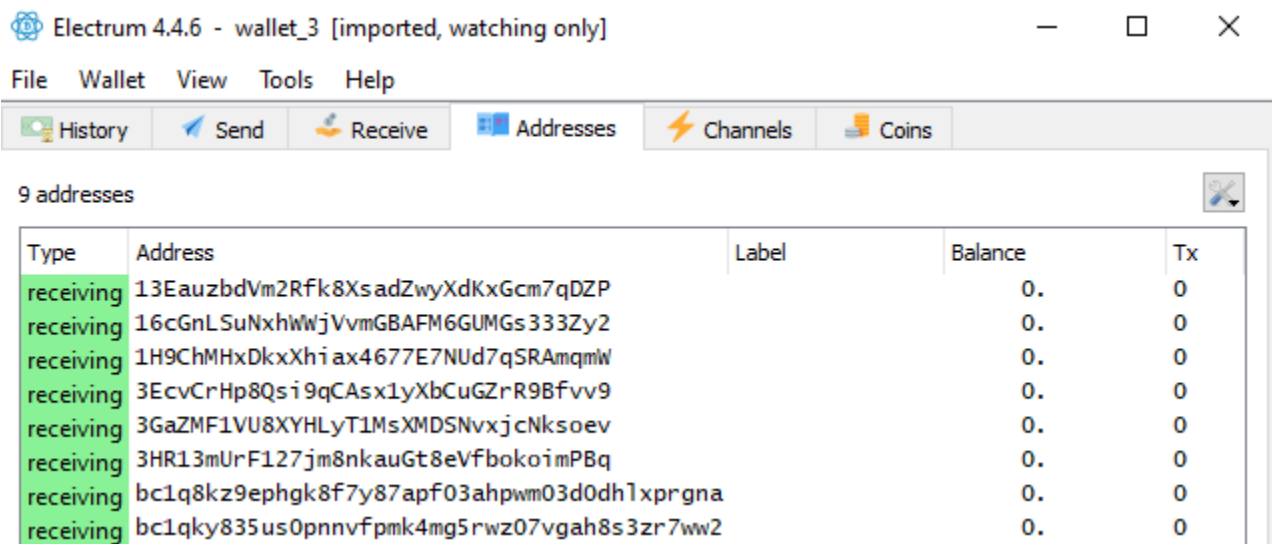 Electrum 4.4.6 - wallet_3 [imported, watching only]
File Wallet View Tools Help
History Send Receive Addresses Channels Coins
9 addresses
Type Address Label Balance Tx
receiving 13EauzbdVm2Rfk8XsadZwyXdKxGcm7qDZP 0. 0
receiving 16cGnLSuNxhWWjVvmGBAFM6GUMGs333Zy2 0. 0
receiving 1H9ChMHxDkxXhiax4677E7NUd7qSRAmqmW 0. 0
receiving 3EcvCrHp8Qsi9qCAsx1yXbCuGZrR9Bfvv9 0. 0
receiving 3GaZMF1VU8XYHLyT1MsXMDSNvxjcNksoev 0. 0
receiving 3HR13mUrF127jm8nkauGt8eVfbokoimPBq 0. 0
receiving bc1q8kz9ephgk8f7y87apf03ahpwm03d0dhlxprgna 0. 0
receiving bc1qky835us0pnnvfpmk4mg5rwz07vgah8s3zr7ww2 0. 0